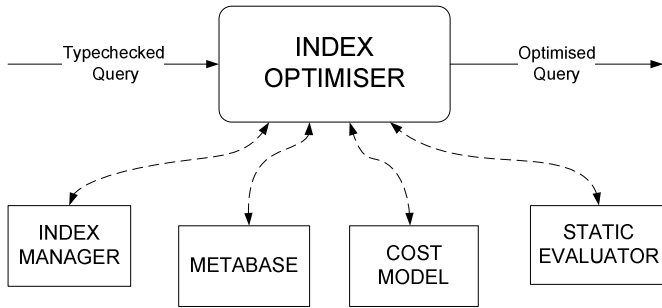 Typechecked
Query
INDEX
OPTIMISER
Optimised
Query
INDEX
MANAGER
METABASE
COST
MODEL
STATIC
EVALUATOR